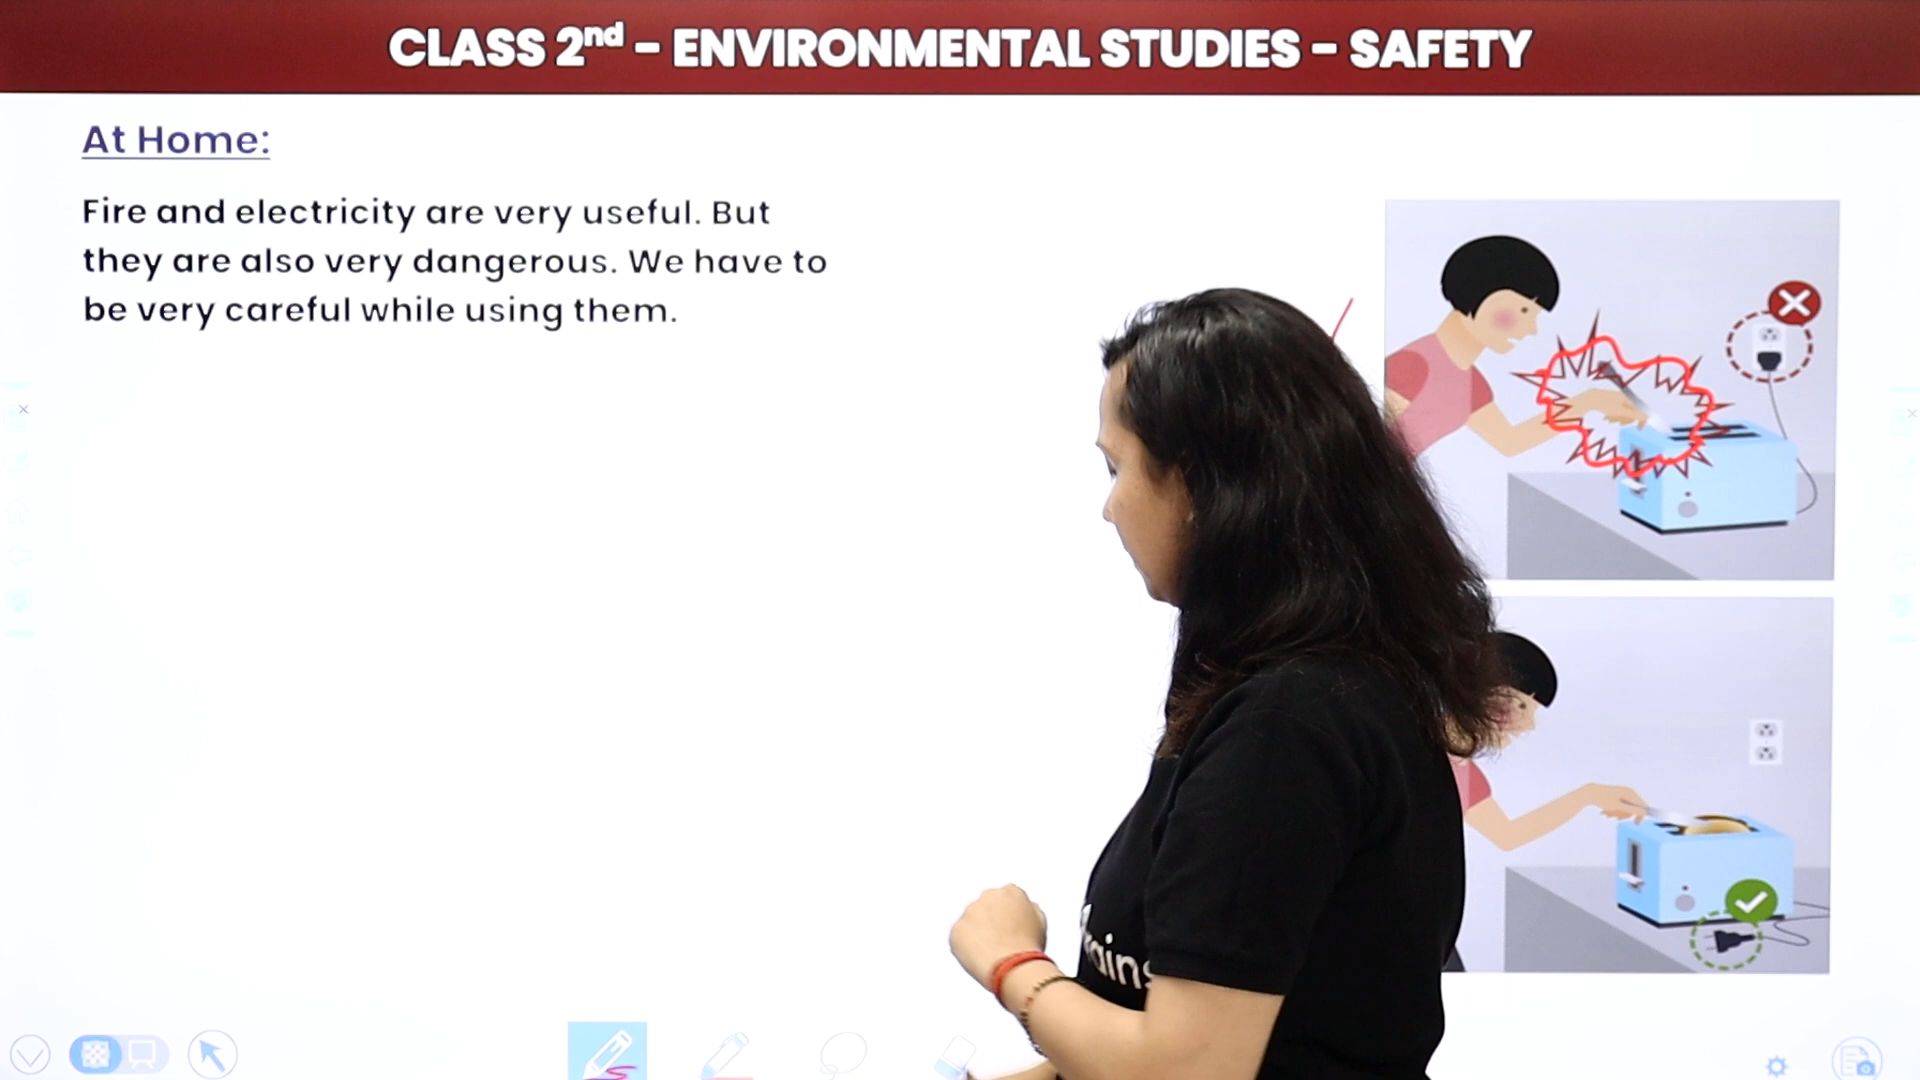 CLASS 2nd – ENVIRONMENTAL STUDIES – SAFETY
At Home:
Fire and electricity are very useful. But
they are also very dangerous. We have to
be very careful while using them.